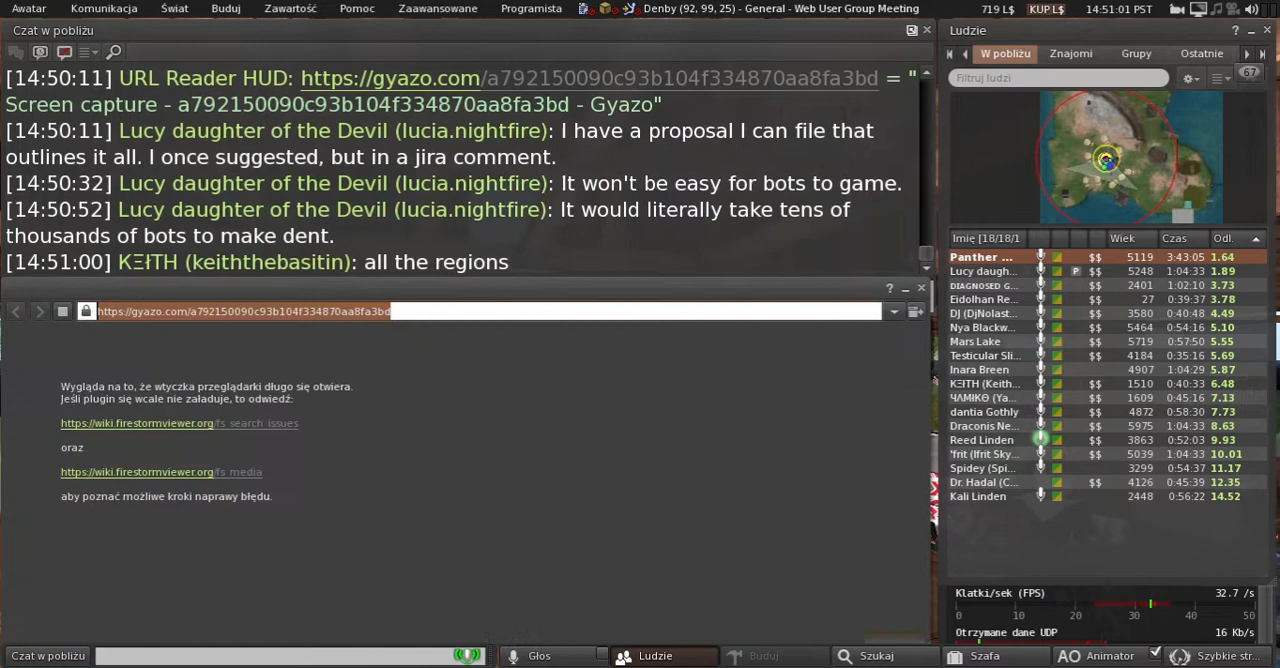 Awatar Komunikacja Świat Buduj Zawartość Pomoc Zaawansowane Programista Denby (92, 99, 25) - General - Web User Group Meeting 719 L$ KUP L$ 14:51:01 PST
Czat w pobliżu
[14:50:11] URL Reader HUD: https://gyazo.com/a792150090c93b104f334870aa8fa3bd = "
Screen capture - a792150090c93b104f334870aa8fa3bd - Gyazo"
[14:50:11] Lucy daughter of the Devil (lucia.nightfire): I have a proposal I can file that
outlines it all. I once suggested, but in a jira comment.
[14:50:32] Lucy daughter of the Devil (lucia.nightfire): It won't be easy for bots to game.
[14:50:52] Lucy daughter of the Devil (lucia.nightfire): It would literally take tens of
thousands of bots to make dent.
[14:51:00] KΞłTH (keiththebasitin): all the regions
?
https://gyazo.com/a792150090c93b104f334870aa8fa3bd
Wygląda na to, że wtyczka przeglądarki długo się otwiera.
Jeśli plugin się wcale nie załaduje, to odwiedź:
https://wiki.firestormviewer.org/fs_search_issues
oraz
https://wiki.firestormviewer.org/fs_media
aby poznać możliwe kroki naprawy błędu.
Ludzie ?
W pobliżu Znajomi Grupy Ostatnie
Filtruj ludzi 67
Imię [18/18/1 Wiek Czas Odl.
Panther ... $$ 5119 3:43:05 1.64
Lucy daugh... P $$ 5248 1:04:33 1.89
ᴅɪᴀɢɴᴏsᴇᴅ ɢ... $$ 2401 1:02:10 3.73
Eidolhan Re... 27 0:39:37 3.78
DJ (DjNolast... $$ 3580 0:40:48 4.49
Nya Blackw... $$ 5464 0:54:16 5.10
Mars Lake $$ 5719 0:57:50 5.55
Testicular Sli... $$ 4184 0:35:16 5.69
Inara Breen 4907 1:04:29 5.87
KΞłTH (Keith... $$ 1510 0:40:33 6.48
(Ya... $$ 1609 0:45:16 7.13
dantia Gothly $$ 4872 0:58:30 7.73
Draconis Ne... $$ 5975 1:04:33 8.63
Reed Linden 3863 0:52:03 9.93
'frit (Ifrit Sky... $$ 5039 1:04:33 10.01
Spidey (Spi... 3299 0:54:37 11.17
Dr. Hadal (C... $$ 4126 0:45:39 12.35
Kali Linden 2448 0:56:22 14.52
Klatki/sek (FPS) 32.7 /s
0 10 20 30 40 50
Otrzymane dane UDP 16 Kb/s
Czat w pobliżu Głos Ludzie Buduj Szukaj Szafa AO Animator Szybkie str...